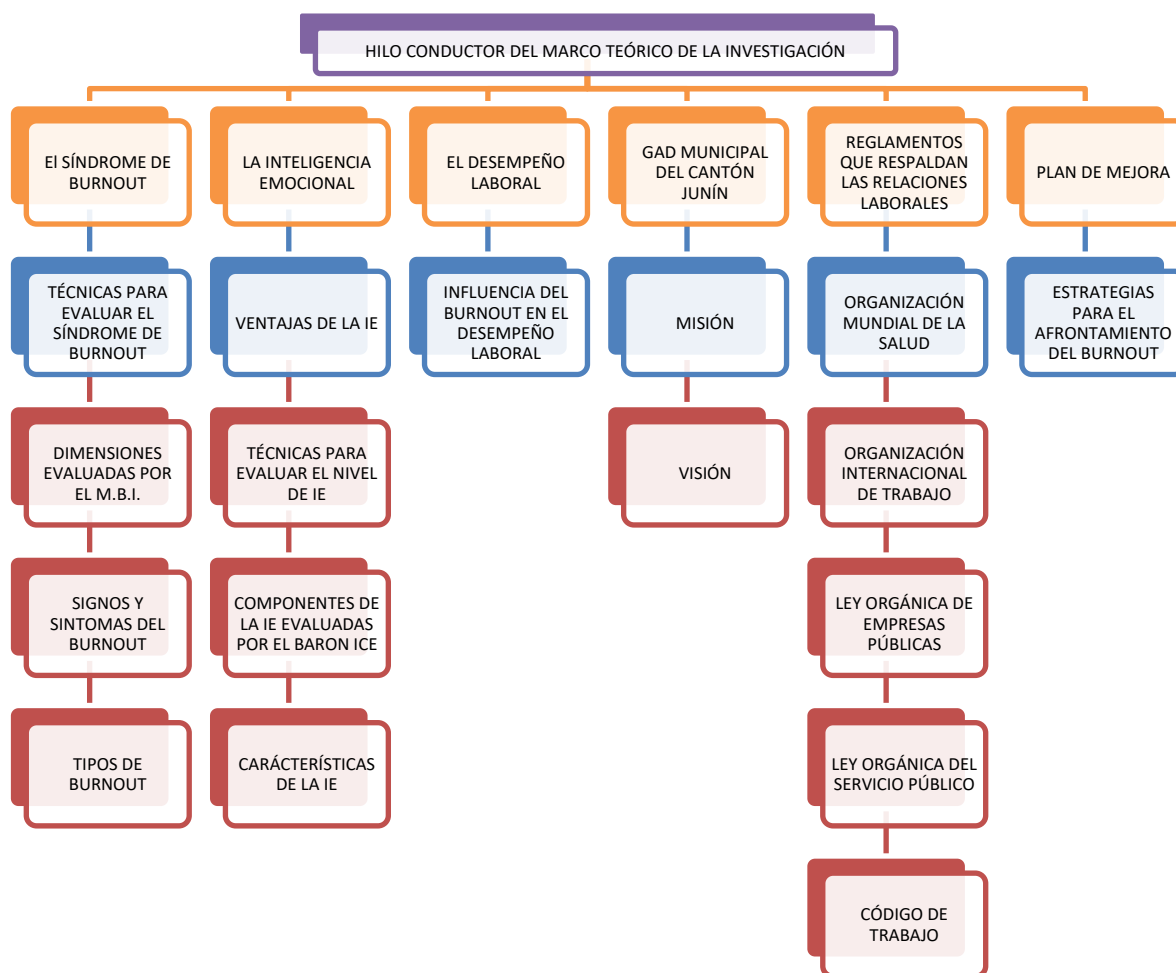 HILO CONDUCTOR DEL MARCO TEÓRICO DE LA INVESTIGACIÓN
El SÍNDROME DE
BURNOUT
LA INTELIGENCIA
EMOCIONAL
EL DESEMPEÑO
LABORAL
GAD MUNICIPAL
DEL CANTÓN
JUNÍN
REGLAMENTOS
QUE RESPALDAN
LAS RELACIONES
LABORALES
PLAN DE MEJORA
TÉCNICAS PARA
EVALUAR EL
SÍNDROME DE
BURNOUT
VENTAJAS DE LA IE
INFLUENCIA DEL
BURNOUT EN EL
DESEMPEÑO
LABORAL
MISIÓN
ORGANIZACIÓN
MUNDIAL DE LA
SALUD
ESTRATEGIAS
PARA EL
AFRONTAMIENTO
DEL BURNOUT
DIMENSIONES
EVALUADAS POR
EL M.B.I.
TÉCNICAS PARA
EVALUAR EL NIVEL
DE IE
VISIÓN
ORGANIZACIÓN
INTERNACIONAL
DE TRABAJO
SIGNOS Y
SINTOMAS DEL
BURNOUT
COMPONENTES DE
LA IE EVALUADAS
POR EL BARON ICE
LEY ORGÁNICA DE
EMPRESAS
PÚBLICAS
TIPOS DE
BURNOUT
CARÁCTERÍSTICAS
DE LA IE
LEY ORGÁNICA DEL
SERVICIO PÚBLICO
CÓDIGO DE
TRABAJO